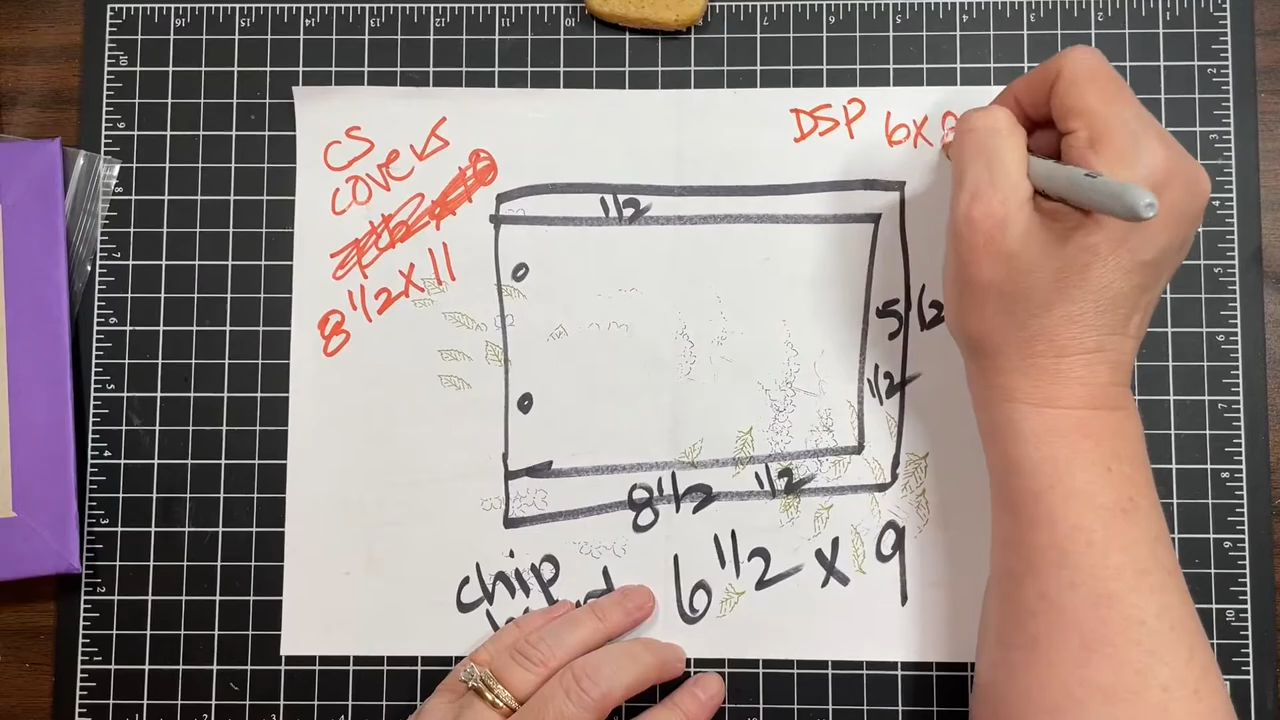 CS
covers
8 1/2 x 11
DSP 6x
1/2
5 1/2
1/2
8 1/2 1/2
chip
6 1/2 x 9